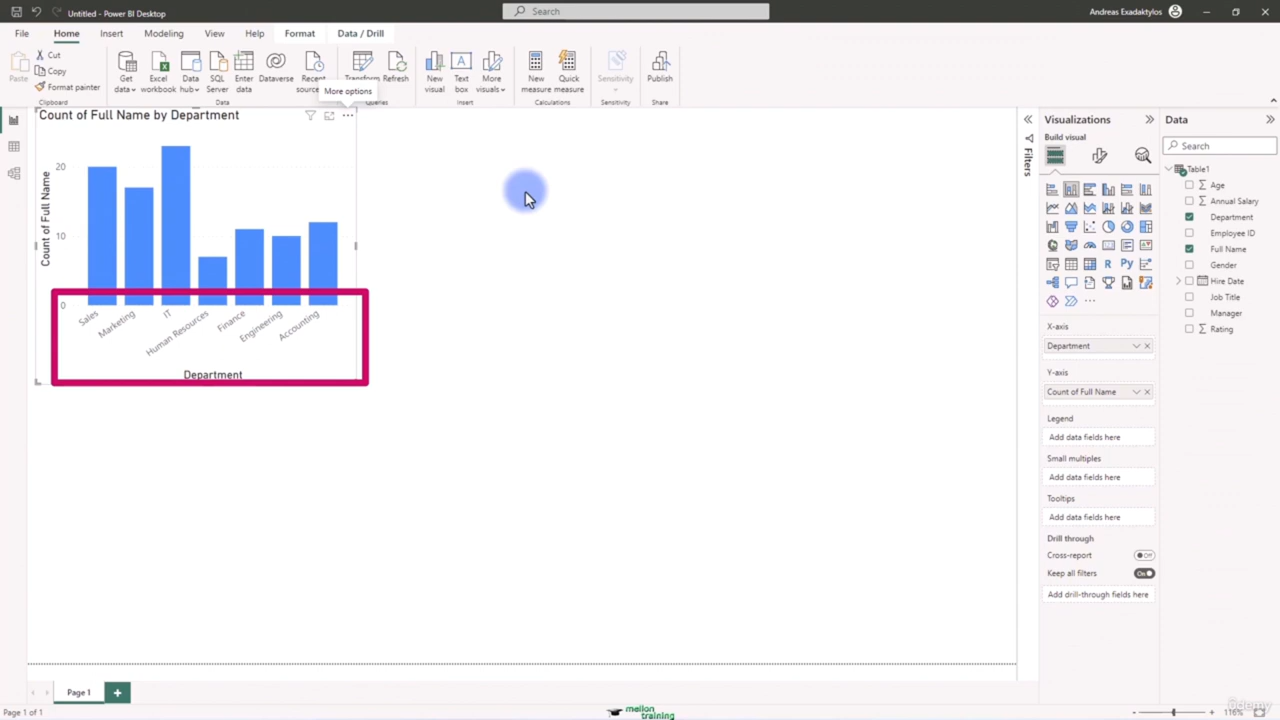 Untitled - Power BI Desktop
Search
Andreas Exadaktylos
File Home Insert Modeling View Help Format Data / Drill
Paste
Cut
Copy
Format painter
Get data
Excel workbook
Data hub
SQL Server
Enter data
Dataverse
Recent sources
Transform
Refresh
New visual
Text box
More visuals
New measure
Quick measure
Sensitivity
Publish
More options
Clipboard Data Queries Insert Calculations Sensitivity Share
Count of Full Name by Department
Count of Full Name
20
10
0
Sales Marketing IT Human Resources Finance Engineering Accounting
Department
Filters
Visualizations
Build visual
R Py
X-axis
Department
Y-axis
Count of Full Name
Legend
Add data fields here
Small multiples
Add data fields here
Tooltips
Add data fields here
Drill through
Cross-report Off
Keep all filters On
Add drill-through fields here
Data
Search
Table1
Age
Annual Salary
Department
Employee ID
Full Name
Gender
Hire Date
Job Title
Manager
Rating
Page 1
Page 1 of 1
meilon
training
116%
ûdemy